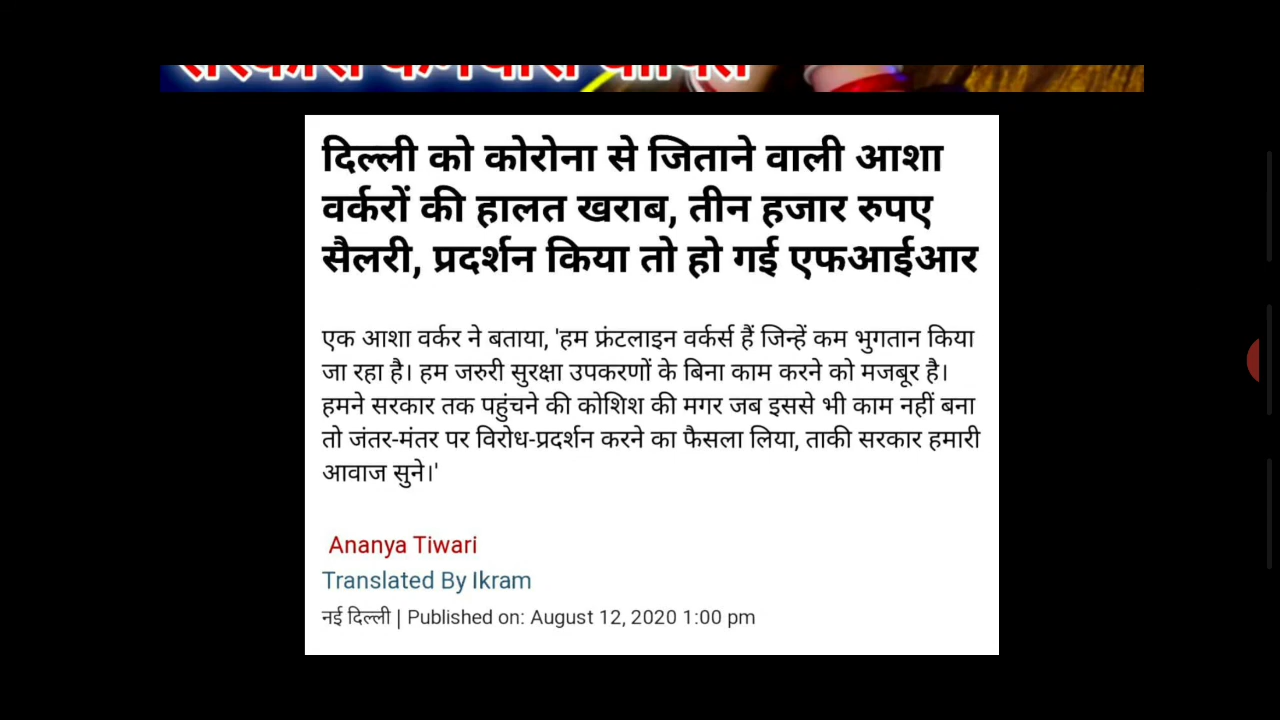 दिल्ली को कोरोना से जिताने वाली आशा
वर्करों की हालत खराब, तीन हजार रुपए
सैलरी, प्रदर्शन किया तो हो गई एफआईआर
एक आशा वर्कर ने बताया, 'हम फ्रंटलाइन वर्कर्स हैं जिन्हें कम भुगतान किया
जा रहा है। हम जरुरी सुरक्षा उपकरणों के बिना काम करने को मजबूर है।
हमने सरकार तक पहुंचने की कोशिश की मगर जब इससे भी काम नहीं बना
तो जंतर-मंतर पर विरोध-प्रदर्शन करने का फैसला लिया, ताकी सरकार हमारी
आवाज सुने।'
Ananya Tiwari
Translated By Ikram
नई दिल्ली | Published on: August 12, 2020 1:00 pm